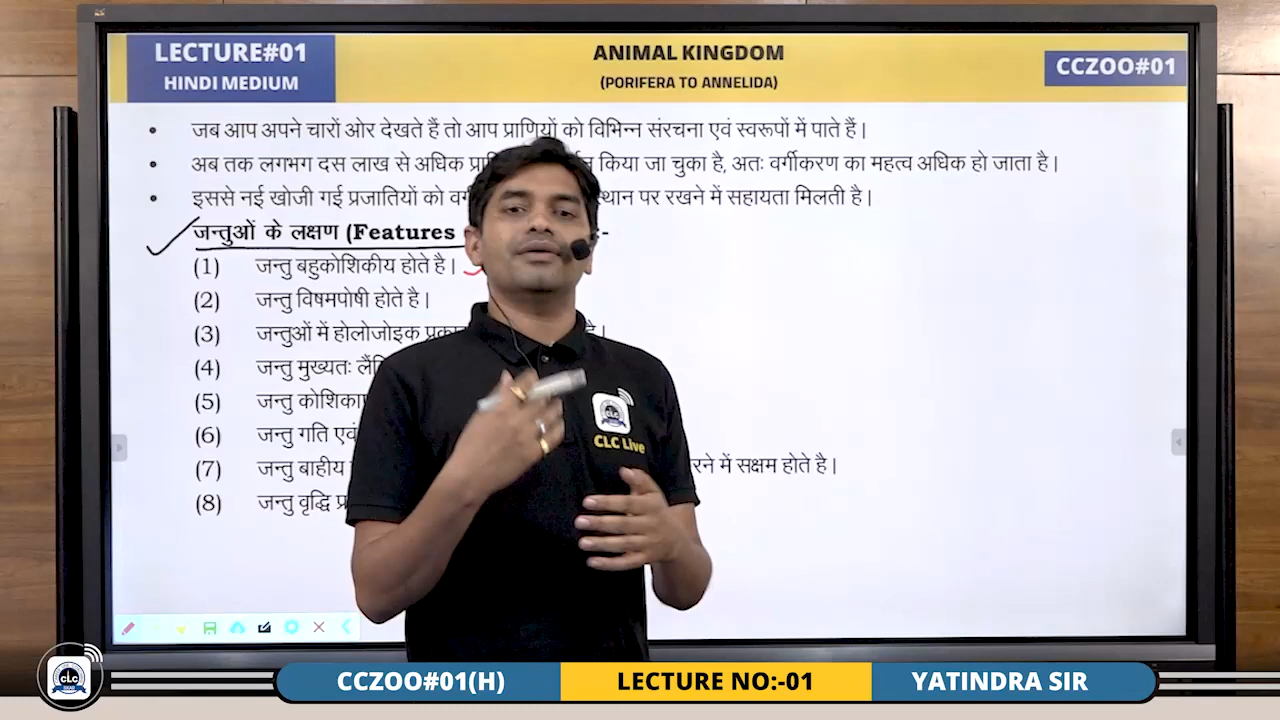 LECTURE#01
HINDI MEDIUM
ANIMAL KINGDOM
(PORIFERA TO ANNELIDA)
CCZOO#01
• जब आप अपने चारों ओर देखते हैं तो आप प्राणियों को विभिन्न संरचना एवं स्वरूपों में पाते हैं।
• अब तक लगभग दस लाख से अधिक किया जा चुका है, अतः वर्गीकरण का महत्व अधिक हो जाता है।
• इससे नई खोजी गई प्रजातियों को स्थान पर रखने में सहायता मिलती है।
जन्तुओं के लक्षण (Features :-
(1) जन्तु बहुकोशिकीय होते है।
(2) जन्तु विषमपोषी होते है।
(3) जन्तुओं में होलोजोइक है।
(4) जन्तु मुख्यतः
(5) जन्तु
(6) जन्तु गति एवं
(7) जन्तु बाहीय में सक्षम होते है।
(8) जन्तु वृद्धि
CLC
CLC Live
CLC
SIKAR
CCZOO#01(H)
LECTURE NO:-01
YATINDRA SIR